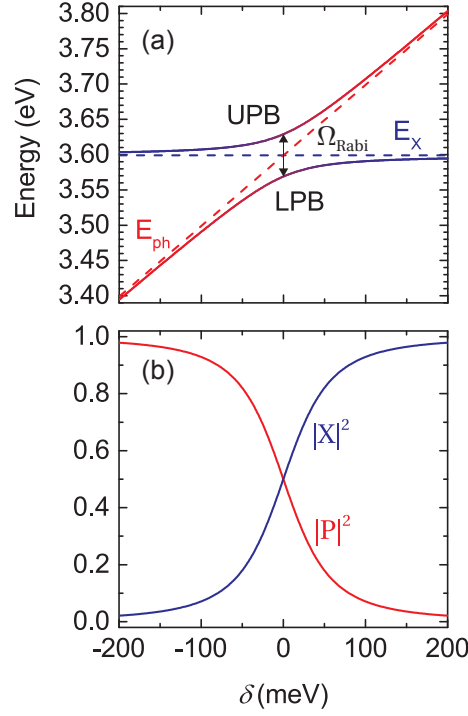 (a)
3.80
3.75
3.70
3.65
3.60
3.55
3.50
3.45
3.40
Energy (eV)
UPB
Ω_Rabi
E_X
LPB
E_ph
(b)
1.0
0.8
0.6
0.4
0.2
0.0
|X|²
|P|²
-200 -100 0 100 200
δ (meV)